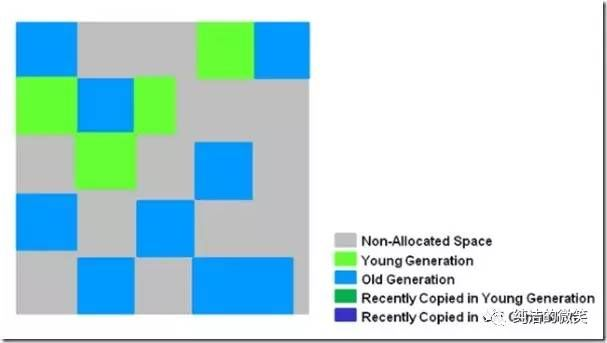 Non-Allocated Space
Young Generation
Old Generation
Recently Copied in Young Generation
Recently Copied in
纯洁的微笑